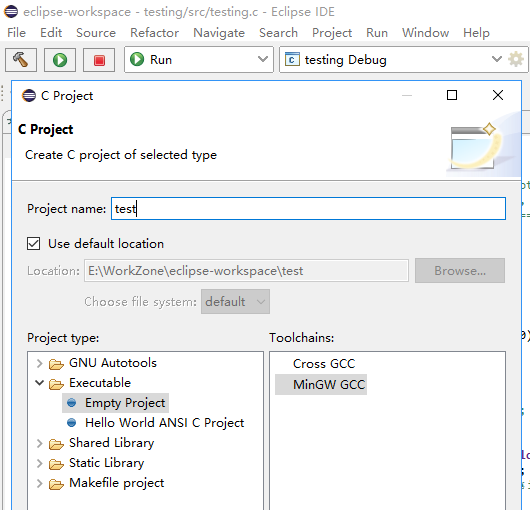 eclipse-workspace - testing/src/testing.c - Eclipse IDE
File Edit Source Refactor Navigate Search Project Run Window Help
Run testing Debug
C Project
C Project
Create C project of selected type
Project name: test
Use default location
Location: E:\WorkZone\eclipse-workspace\test Browse...
Choose file system: default
Project type: Toolchains:
GNU Autotools Cross GCC
Executable MinGW GCC
Empty Project
Hello World ANSI C Project
Shared Library
Static Library
Makefile project